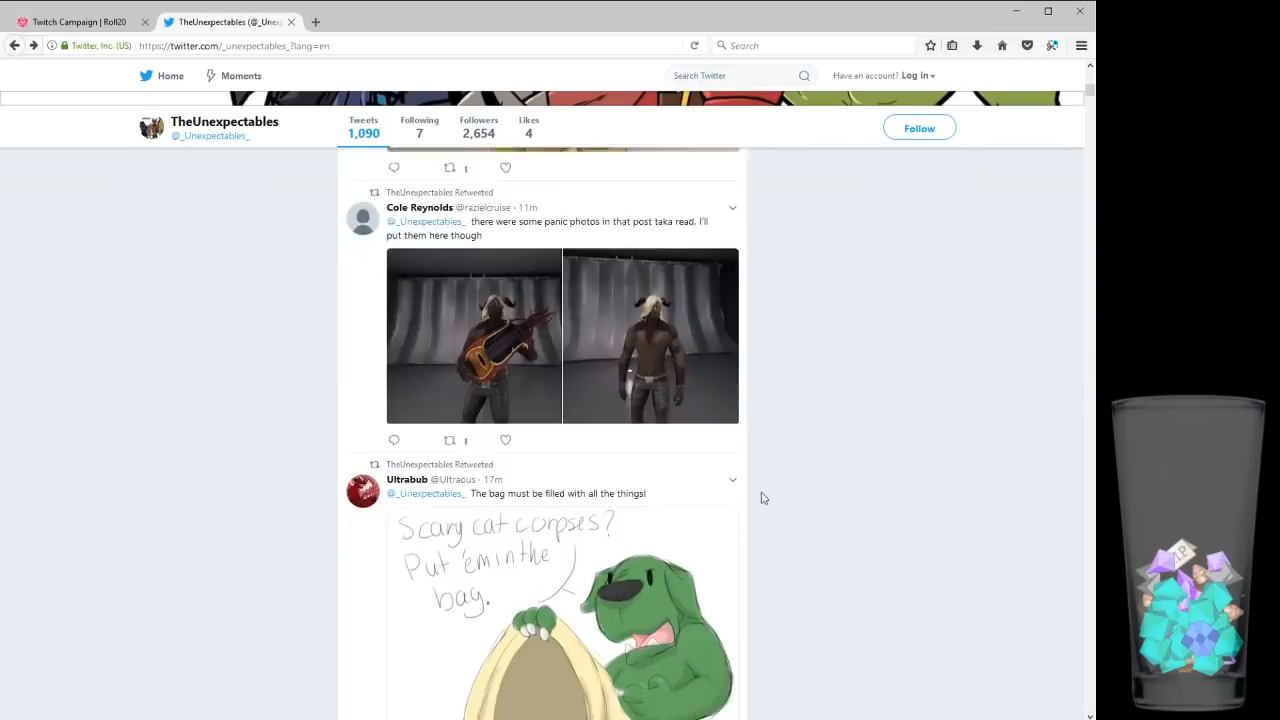 Twitch Campaign | Roll20
TheUnexpectables (@_Unex
Twitter, Inc. (US)
https://twitter.com/_unexpectables_?lang=en
Search
Home
Moments
Search Twitter
Have an account? Log in
TheUnexpectables
@_Unexpectables_
Tweets
1,090
Following
7
Followers
2,654
Likes
4
Follow
1
TheUnexpectables Retweeted
Cole Reynolds @razielcruise · 11m
@_Unexpectables_ there were some panic photos in that post taka read. I'll
put them here though
1
TheUnexpectables Retweeted
Ultrabub @Ultraous · 17m
@_Unexpectables_ The bag must be filled with all the things!
Scary cat corpses?
Put 'em in the
bag.